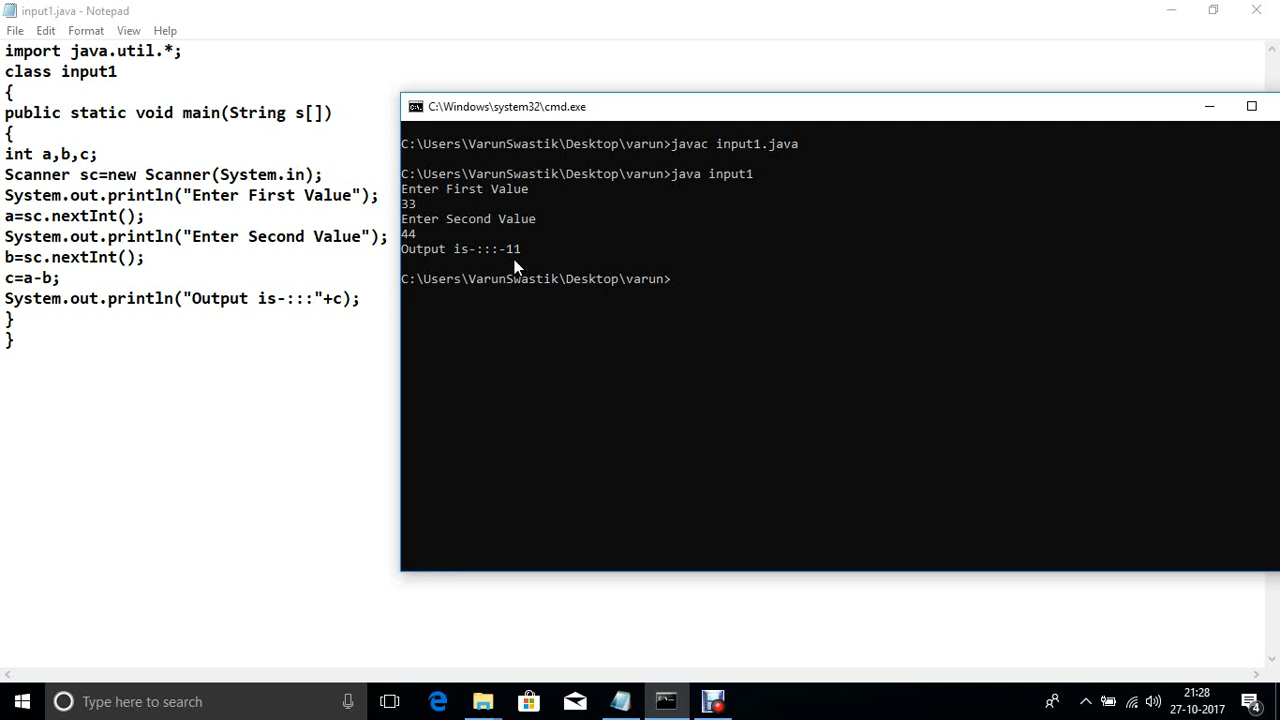 input1.java - Notepad
File Edit Format View Help
import java.util.*;
class input1
{
public static void main(String s[])
{
int a,b,c;
Scanner sc=new Scanner(System.in);
System.out.println("Enter First Value");
a=sc.nextInt();
System.out.println("Enter Second Value");
b=sc.nextInt();
c=a-b;
System.out.println("Output is-:::"+c);
}
}
C:\Windows\system32\cmd.exe
C:\Users\VarunSwastik\Desktop\varun>javac input1.java
C:\Users\VarunSwastik\Desktop\varun>java input1
Enter First Value
33
Enter Second Value
44
Output is-:::-11
C:\Users\VarunSwastik\Desktop\varun>
Type here to search
21:28
27-10-2017
4